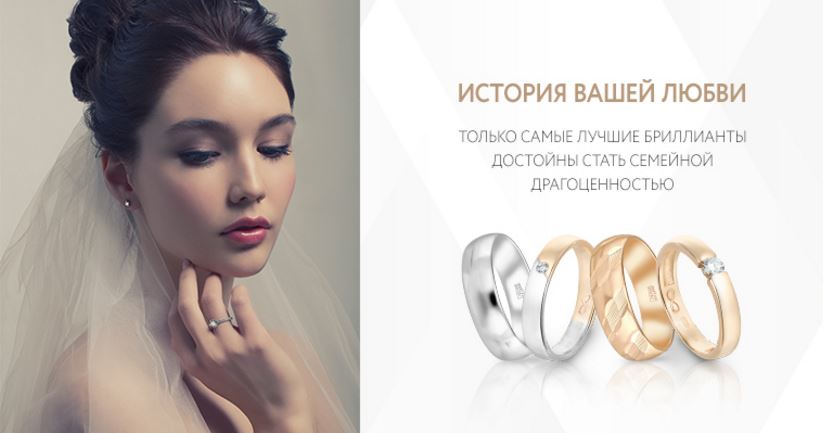 ИСТОРИЯ ВАШЕЙ ЛЮБВИ
ТОЛЬКО САМЫЕ ЛУЧШИЕ БРИЛЛИАНТЫ
ДОСТОЙНЫ СТАТЬ СЕМЕЙНОЙ
ДРАГОЦЕННОСТЬЮ